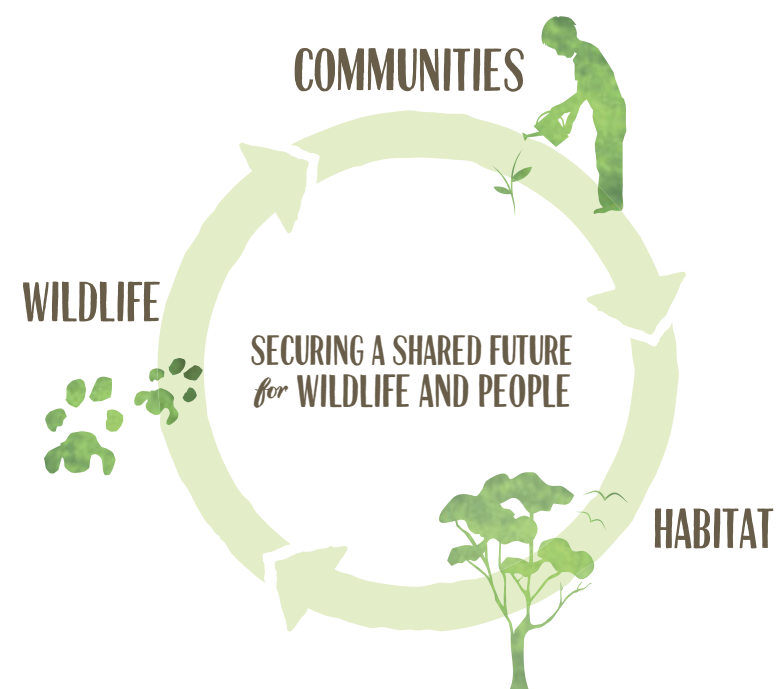 COMMUNITIES
WILDLIFE
SECURING A SHARED FUTURE
for WILDLIFE AND PEOPLE
HABITAT